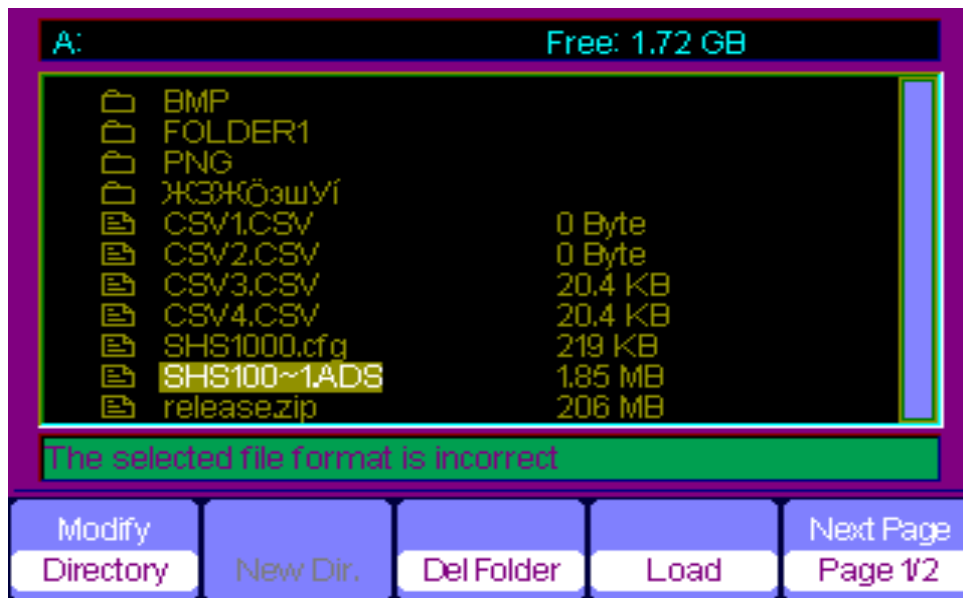 A: Free: 1.72 GB
BMP
FOLDER1
PNG
ЖЗЖÖэшУí
CSV1.CSV 0 Byte
CSV2.CSV 0 Byte
CSV3.CSV 20.4 KB
CSV4.CSV 20.4 KB
SHS1000.cfg 219 KB
SHS100~1.ADS 1.85 MB
release.zip 206 MB
The selected file format is incorrect
Modify Next Page
Directory New Dir. Del Folder Load Page 1/2